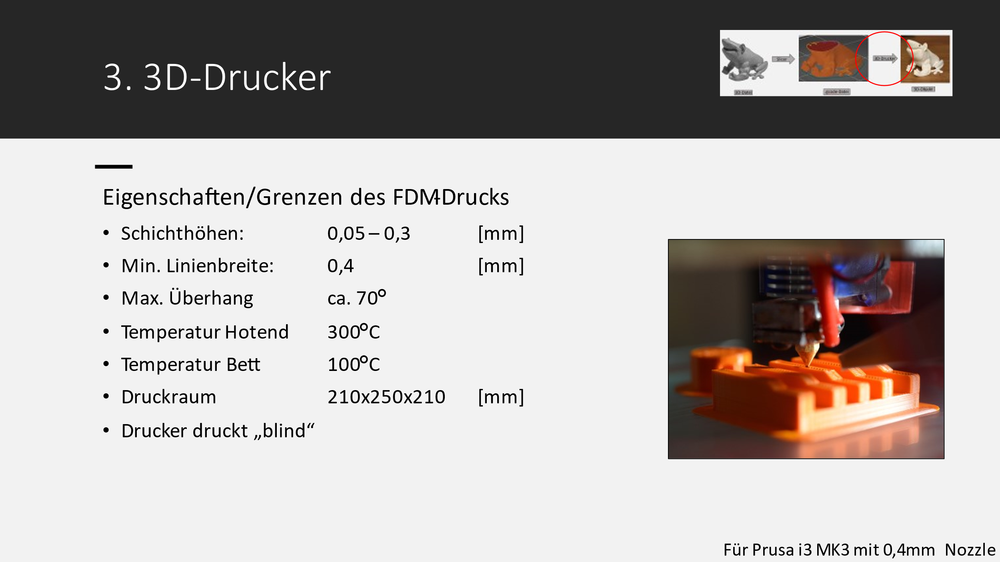 3. 3D-Drucker
Slicer
3D-Drucker
3D-Datei
.gcode-Datei
3D-Objekt
Eigenschaften/Grenzen des FDM-Drucks
• Schichthöhen: 0,05 – 0,3 [mm]
• Min. Linienbreite: 0,4 [mm]
• Max. Überhang ca. 70°
• Temperatur Hotend 300°C
• Temperatur Bett 100°C
• Druckraum 210x250x210 [mm]
• Drucker druckt „blind“
Für Prusa i3 MK3 mit 0,4mm Nozzle